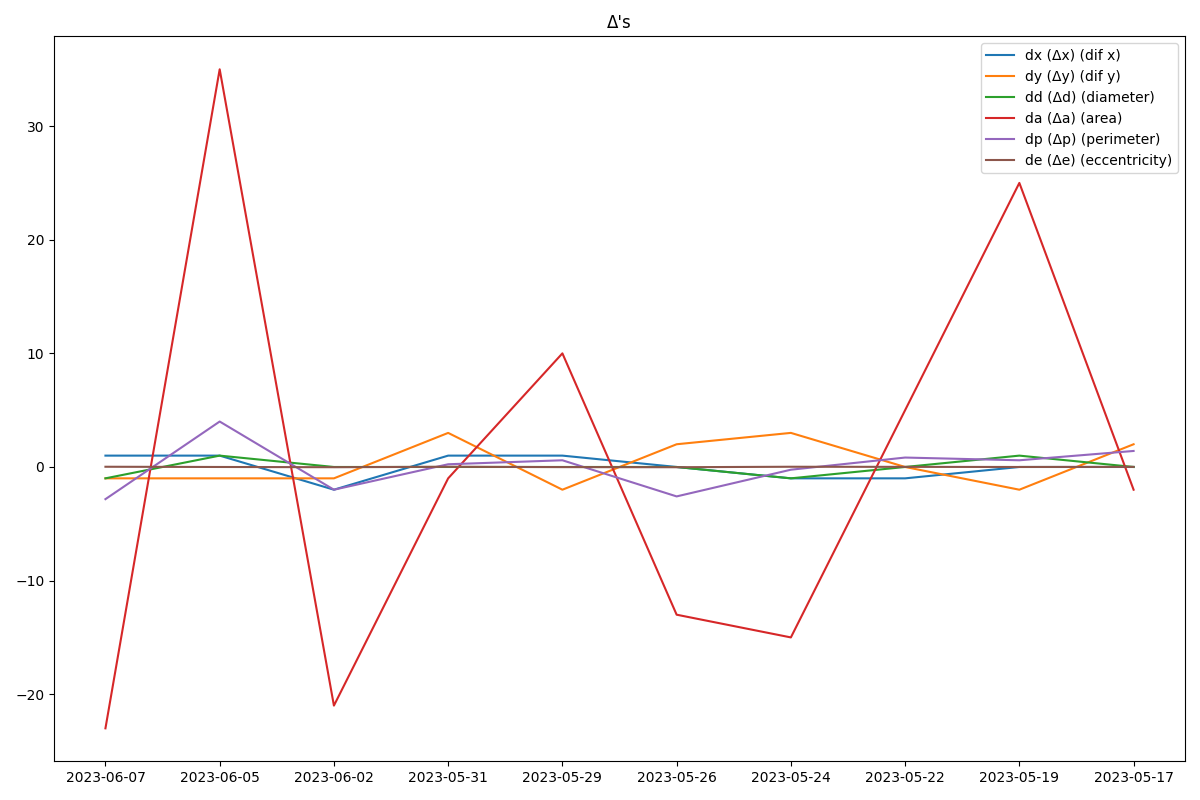 Δ's
dx (Δx) (dif x)
dy (Δy) (dif y)
dd (Δd) (diameter)
da (Δa) (area)
dp (Δp) (perimeter)
de (Δe) (eccentricity)
30
20
10
0
−10
−20
2023-06-07 2023-06-05 2023-06-02 2023-05-31 2023-05-29 2023-05-26 2023-05-24 2023-05-22 2023-05-19 2023-05-17